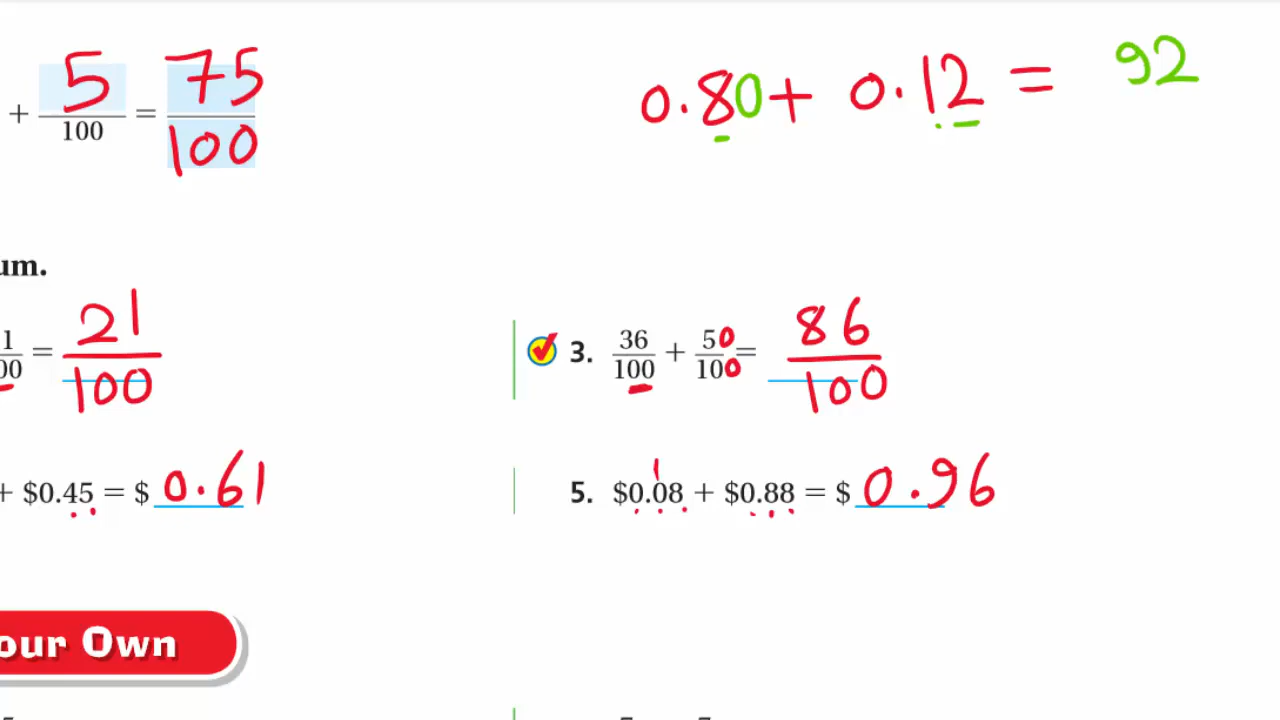 + 5/100 = 75/100
0.80 + 0.12 = 92
um.
1/00 = 21/100
3. 36/100 + 50/100 = 86/100
+ $0.45 = $ 0.61
1
5. $0.08 + $0.88 = $ 0.96
our Own